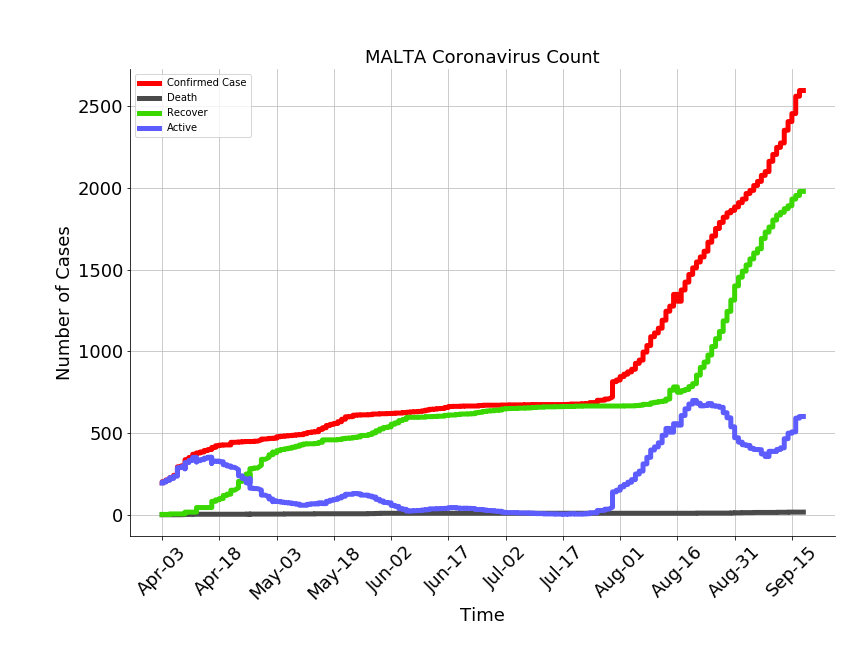 MALTA Coronavirus Count
Confirmed Case
Death
Recover
Active
Number of Cases
2500
2000
1500
1000
500
0
Apr-03
Apr-18
May-03
May-18
Jun-02
Jun-17
Jul-02
Jul-17
Aug-01
Aug-16
Aug-31
Sep-15
Time